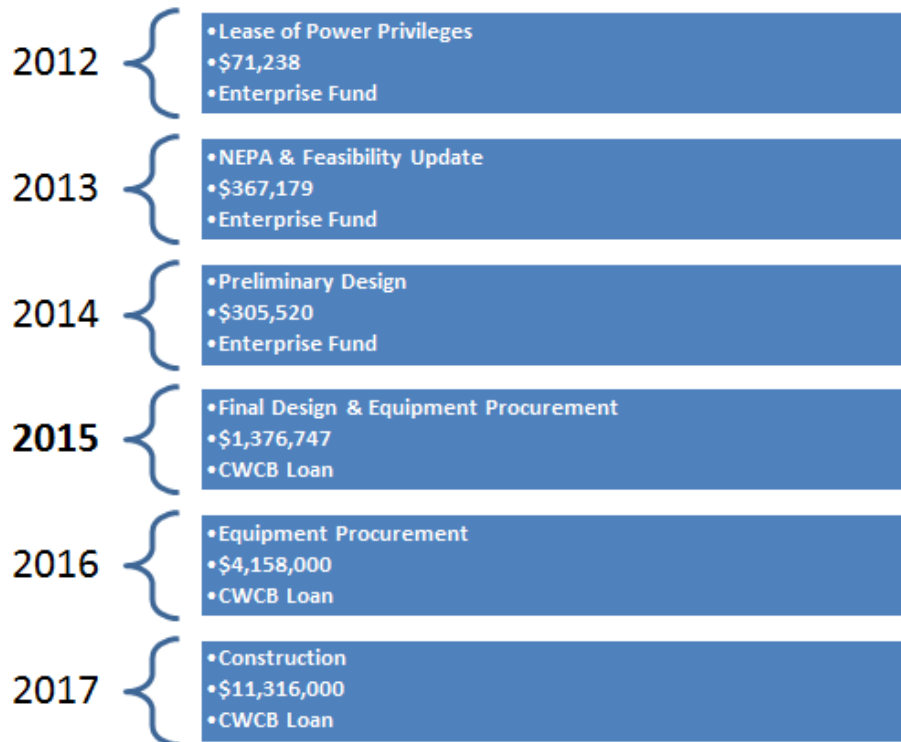 2012
•Lease of Power Privileges
•$71,238
•Enterprise Fund
2013
•NEPA & Feasibility Update
•$367,179
•Enterprise Fund
2014
•Preliminary Design
•$305,520
•Enterprise Fund
2015
•Final Design & Equipment Procurement
•$1,376,747
•CWCB Loan
2016
•Equipment Procurement
•$4,158,000
•CWCB Loan
2017
•Construction
•$11,316,000
•CWCB Loan